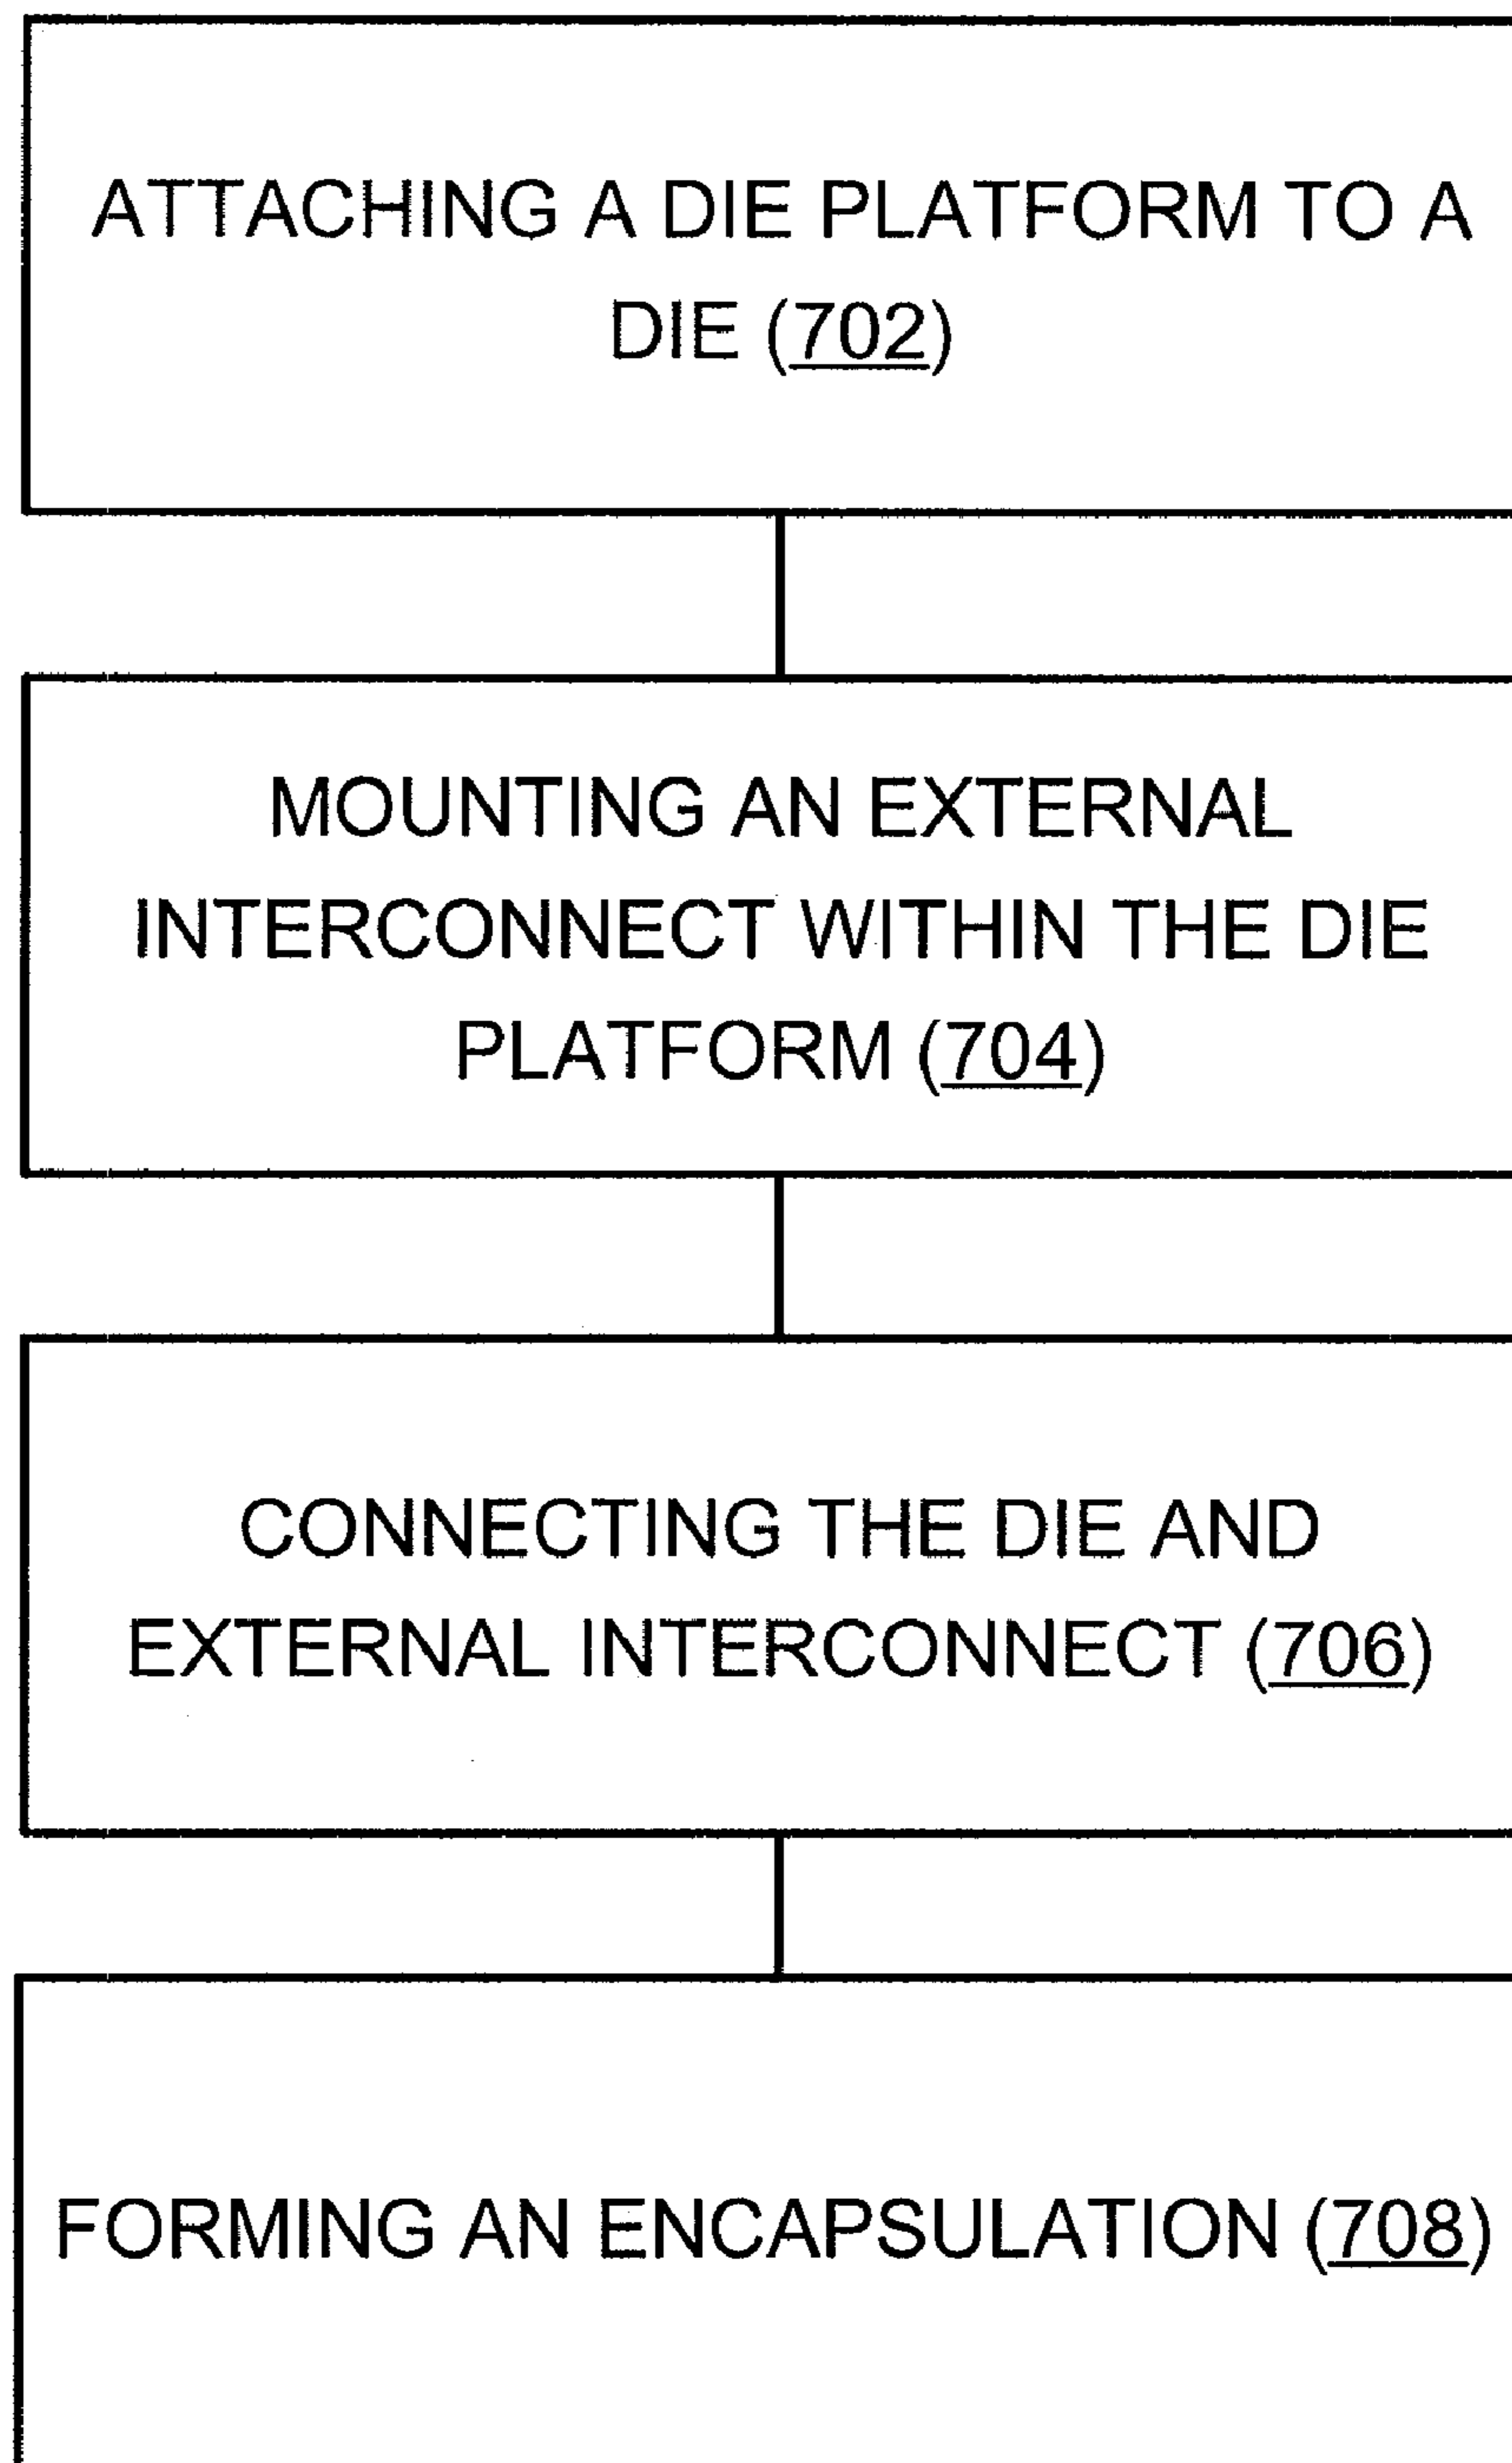 ATTACHING A DIE PLATFORM TO A
DIE (702)
MOUNTING AN EXTERNAL
INTERCONNECT WITHIN THE DIE
PLATFORM (704)
CONNECTING THE DIE AND
EXTERNAL INTERCONNECT (706)
FORMING AN ENCAPSULATION (708)